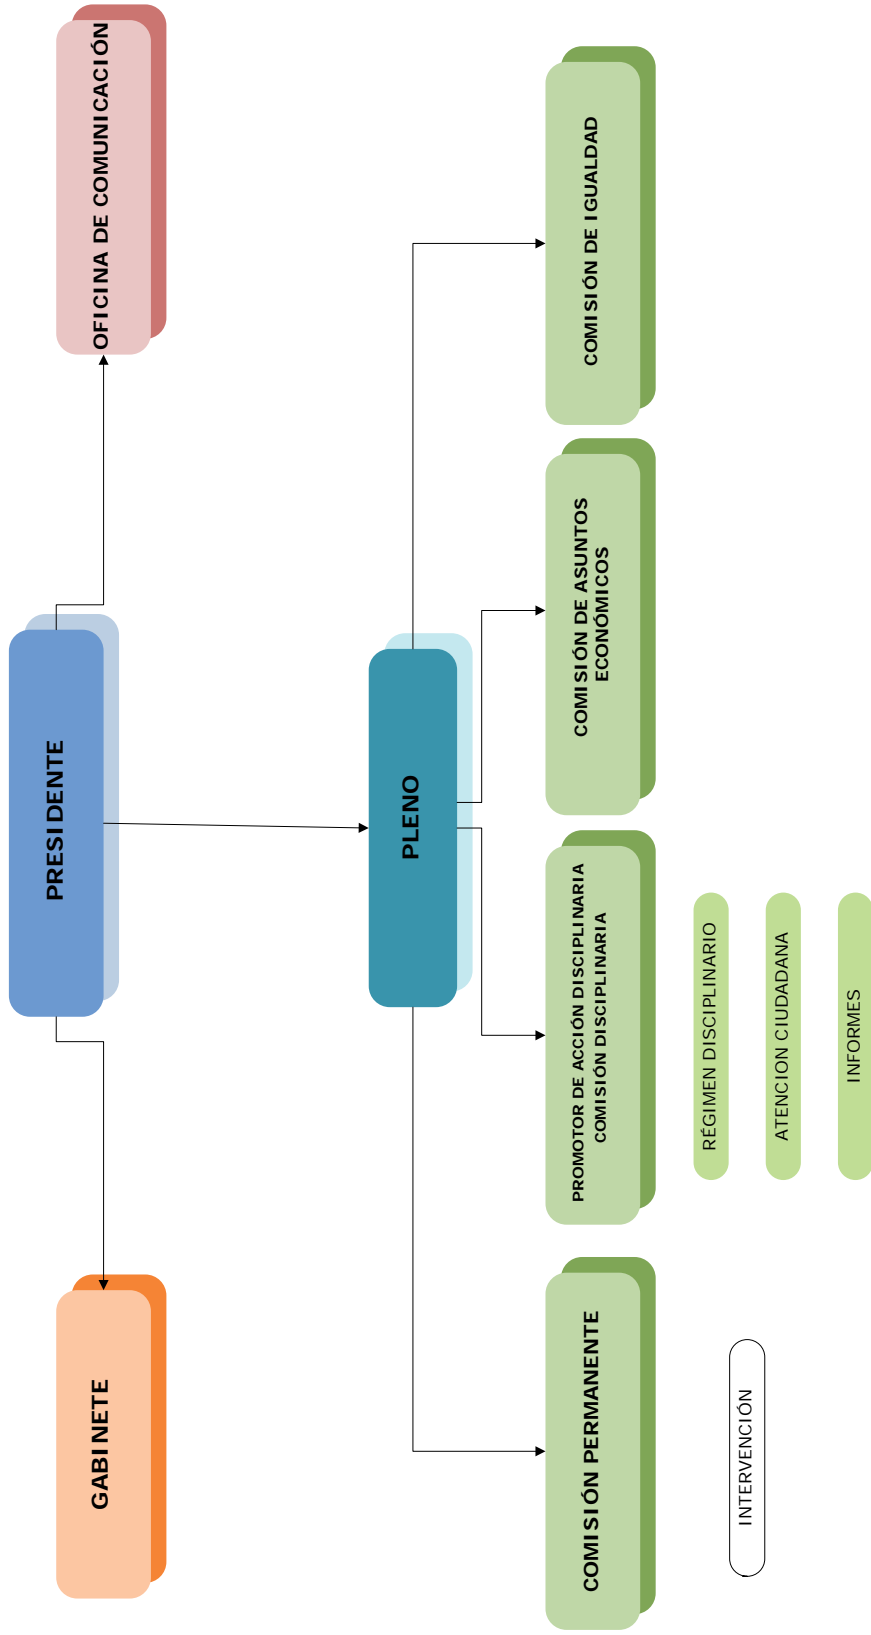 PRESIDENTE
GABINETE
OFICINA DE COMUNICACIÓN
PLENO
COMISIÓN PERMANENTE
PROMOTOR DE ACCIÓN DISCIPLINARIA
COMISIÓN DISCIPLINARIA
COMISIÓN DE ASUNTOS
ECONÓMICOS
COMISIÓN DE IGUALDAD
RÉGIMEN DISCIPLINARIO
INTERVENCIÓN
ATENCION CIUDADANA
INFORMES